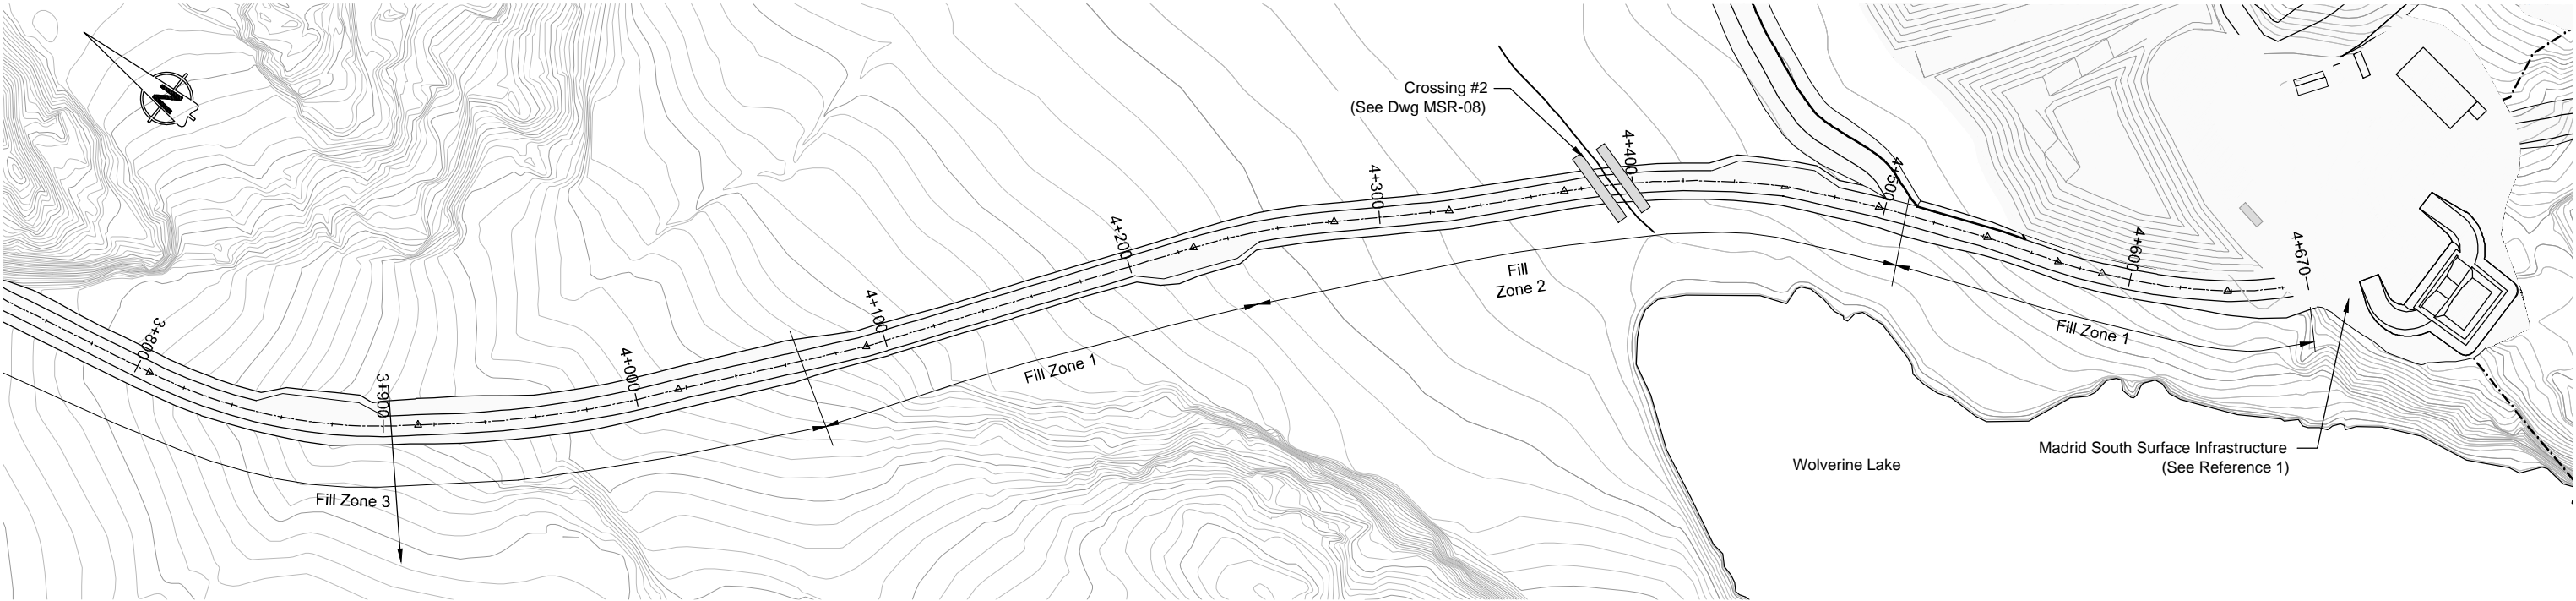 N
Crossing #2
(See Dwg MSR-08)
3+800
3+900
4+000
4+100
4+200
4+300
4+400
4+500
4+600
4+670
Fill Zone 3
Fill Zone 1
Fill
Zone 2
Fill Zone 1
Wolverine Lake
Madrid South Surface Infrastructure
(See Reference 1)